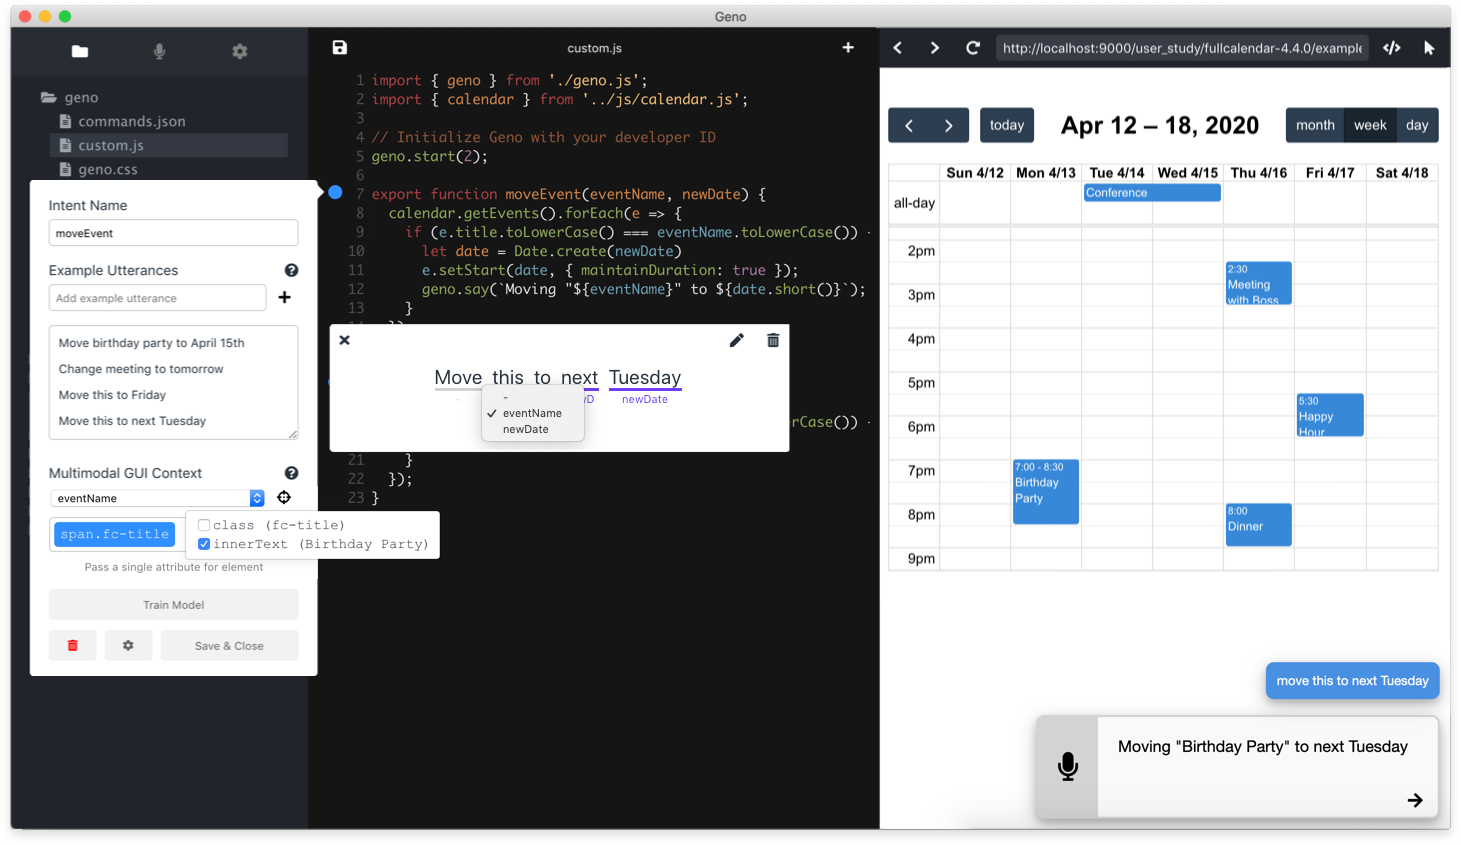 Geno
geno
commands.json
custom.js
geno.css
Intent Name
moveEvent
Example Utterances
Add example utterance
Move birthday party to April 15th
Change meeting to tomorrow
Move this to Friday
Move this to next Tuesday
Multimodal GUI Context
eventName
span.fc-title
class (fc-title)
innerText (Birthday Party)
Pass a single attribute for element
Train Model
Save & Close
custom.js
1 import { geno } from './geno.js';
2 import { calendar } from '../js/calendar.js';
3
4 // Initialize Geno with your developer ID
5 geno.start(2);
6
7 export function moveEvent(eventName, newDate) {
8 calendar.getEvents().forEach(e => {
9 if (e.title.toLowerCase() === eventName.toLowerCase())
10 let date = Date.create(newDate)
11 e.setStart(date, { maintainDuration: true });
12 geno.say(`Moving "${eventName}" to ${date.short()}`);
13 }
Move this to next Tuesday
-
wD
newDate
-
✓ eventName
newDate
rCase())
21 }
22 });
23 }
http://localhost:9000/user_study/fullcalendar-4.4.0/example
today
Apr 12 – 18, 2020
month week day
Sun 4/12 Mon 4/13 Tue 4/14 Wed 4/15 Thu 4/16 Fri 4/17 Sat 4/18
all-day
Conference
2pm
2:30
Meeting
with Boss
3pm
4pm
5pm
5:30
Happy
Hour
6pm
7pm
7:00 - 8:30
Birthday
Party
8pm
8:00
Dinner
9pm
move this to next Tuesday
Moving "Birthday Party" to next Tuesday